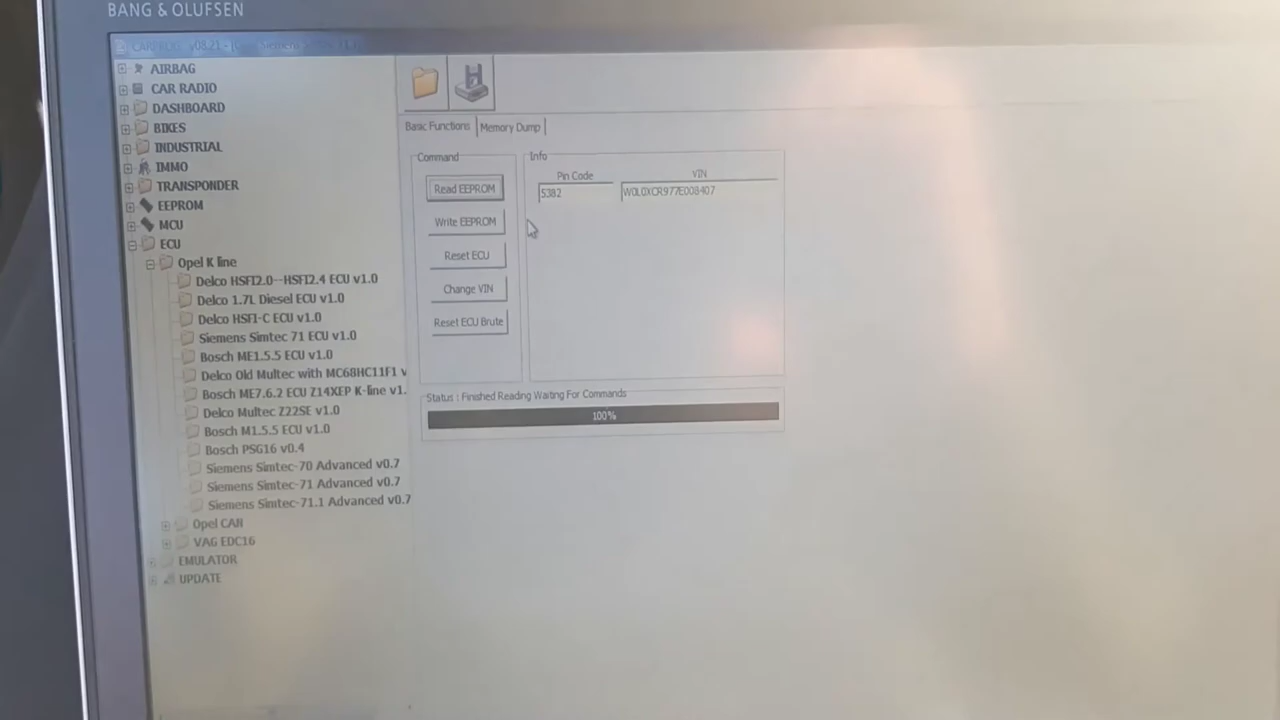 BANG & OLUFSEN
CARPROG v08.21 -
AIRBAG
CAR RADIO
DASHBOARD
BIKES
INDUSTRIAL
IMMO
TRANSPONDER
EEPROM
MCU
ECU
Opel K line
Delco HSFI2.0--HSFI2.4 ECU v1.0
Delco 1.7L Diesel ECU v1.0
Delco HSFI-C ECU v1.0
Siemens Simtec 71 ECU v1.0
Bosch ME1.5.5 ECU v1.0
Delco Old Multec with MC68HC11F1 v
Bosch ME7.6.2 ECU Z14XEP K-line v1.
Delco Multec Z22SE v1.0
Bosch M1.5.5 ECU v1.0
Bosch PSG16 v0.4
Siemens Simtec-70 Advanced v0.7
Siemens Simtec-71 Advanced v0.7
Siemens Simtec-71.1 Advanced v0.7
Opel CAR
VAG EDC16
EMULATOR
UPDATE
Basic Functions Memory Dump
Command
Read EEPROM
Write EEPROM
Reset ECU
Change VIN
Reset ECU Brute
Info
Pin Code VIN
5382 W0L0XCR977E008407
Status : Finished Reading Waiting For Commands
100%